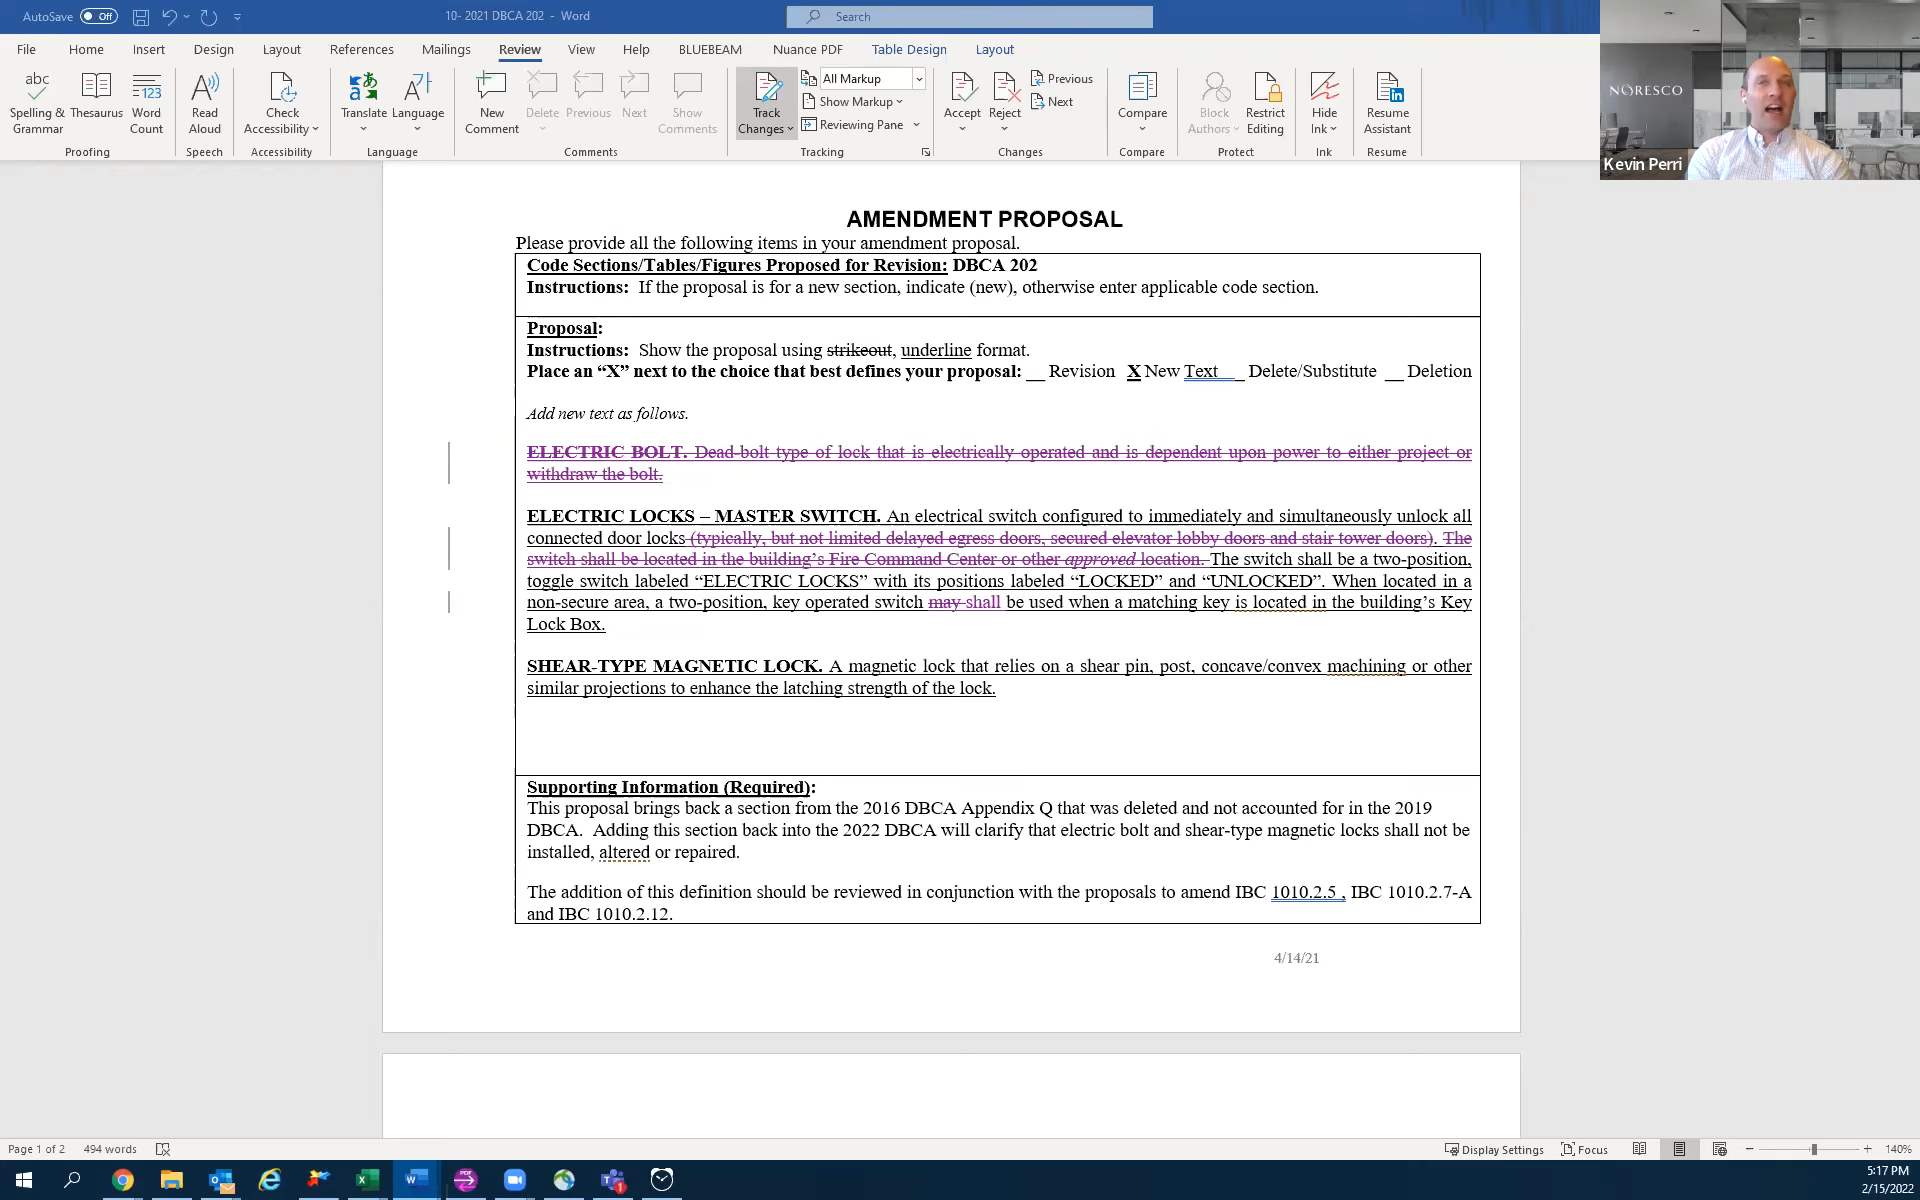 AutoSave Off
10- 2021 DBCA 202 - Word
Search
File Home Insert Design Layout References Mailings Review View Help BLUEBEAM Nuance PDF Table Design Layout
abc
Spelling &
Grammar
Thesaurus
123
Word
Count
Proofing
Read
Aloud
Speech
Check
Accessibility
Accessibility
Translate
Language
Language
New
Comment
Delete
Previous
Next
Show
Comments
Comments
Track
Changes
All Markup
Show Markup
Reviewing Pane
Tracking
Accept
Reject
Previous
Next
Changes
Compare
Compare
Block
Authors
Restrict
Editing
Protect
Hide
Ink
Ink
Resume
Assistant
Resume
NORESCO
Kevin Perri
AMENDMENT PROPOSAL
Please provide all the following items in your amendment proposal.
Code Sections/Tables/Figures Proposed for Revision: DBCA 202
Instructions: If the proposal is for a new section, indicate (new), otherwise enter applicable code section.
Proposal:
Instructions: Show the proposal using strikeout, underline format.
Place an “X” next to the choice that best defines your proposal: __ Revision X New Text __ Delete/Substitute __ Deletion
Add new text as follows.
ELECTRIC BOLT. Dead-bolt type of lock that is electrically operated and is dependent upon power to either project or
withdraw the bolt.
ELECTRIC LOCKS – MASTER SWITCH. An electrical switch configured to immediately and simultaneously unlock all
connected door locks (typically, but not limited delayed egress doors, secured elevator lobby doors and stair tower doors). The
switch shall be located in the building’s Fire Command Center or other approved location. The switch shall be a two-position,
toggle switch labeled “ELECTRIC LOCKS” with its positions labeled “LOCKED” and “UNLOCKED”. When located in a
non-secure area, a two-position, key operated switch may shall be used when a matching key is located in the building’s Key
Lock Box.
SHEAR-TYPE MAGNETIC LOCK. A magnetic lock that relies on a shear pin, post, concave/convex machining or other
similar projections to enhance the latching strength of the lock.
Supporting Information (Required):
This proposal brings back a section from the 2016 DBCA Appendix Q that was deleted and not accounted for in the 2019
DBCA. Adding this section back into the 2022 DBCA will clarify that electric bolt and shear-type magnetic locks shall not be
installed, altered or repaired.
The addition of this definition should be reviewed in conjunction with the proposals to amend IBC 1010.2.5 , IBC 1010.2.7-A
and IBC 1010.2.12.
4/14/21
Page 1 of 2 494 words
Display Settings Focus 140%
5:17 PM
2/15/2022